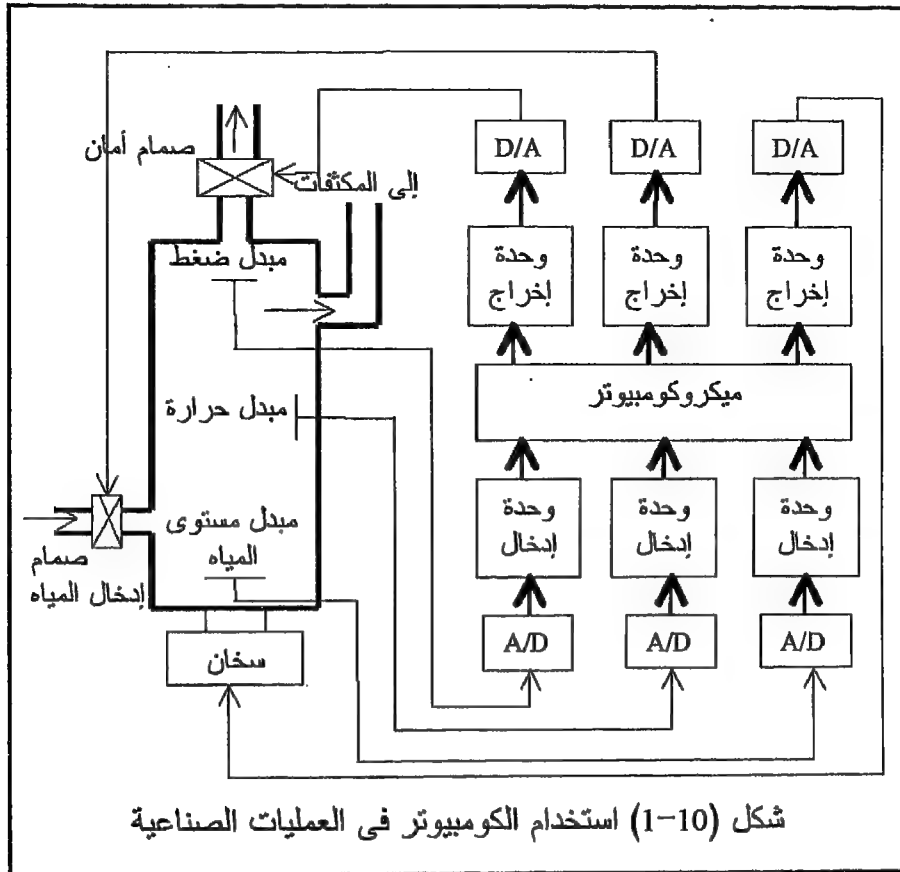 D/A
D/A
D/A
صمام أمان
إلى المكثفات
وحدة
إخراج
وحدة
إخراج
وحدة
إخراج
مبدل ضغط
ميكروكومبيوتر
مبدل حرارة
وحدة
إدخال
وحدة
إدخال
وحدة
إدخال
مبدل مستوى
المياه
صمام
إدخال المياه
A/D
A/D
A/D
سخان
شكل (10-1) استخدام الكومبيوتر فى العمليات الصناعية